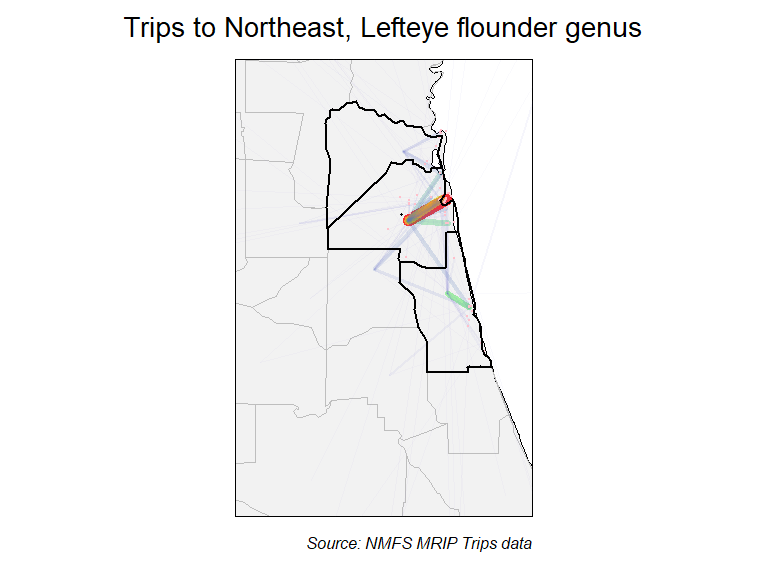 Trips to Northeast, Lefteye flounder genus
Source: NMFS MRIP Trips data